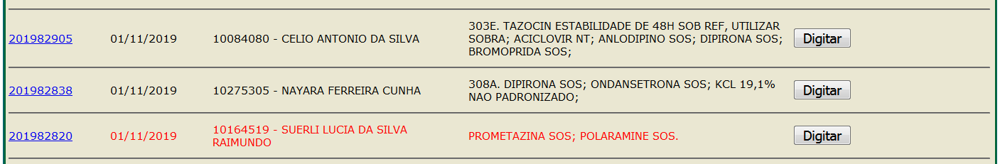 201982905 01/11/2019 10084080 - CELIO ANTONIO DA SILVA 303E. TAZOCIN ESTABILIDADE DE 48H SOB REF, UTILIZAR
SOBRA; ACICLOVIR NT; ANLODIPINO SOS; DIPIRONA SOS;
BROMOPRIDA SOS;
Digitar
201982838 01/11/2019 10275305 - NAYARA FERREIRA CUNHA 308A. DIPIRONA SOS; ONDANSETRONA SOS; KCL 19,1%
NAO PADRONIZADO;
Digitar
201982820 01/11/2019 10164519 - SUERLI LUCIA DA SILVA
RAIMUNDO
PROMETAZINA SOS; POLARAMINE SOS.
Digitar